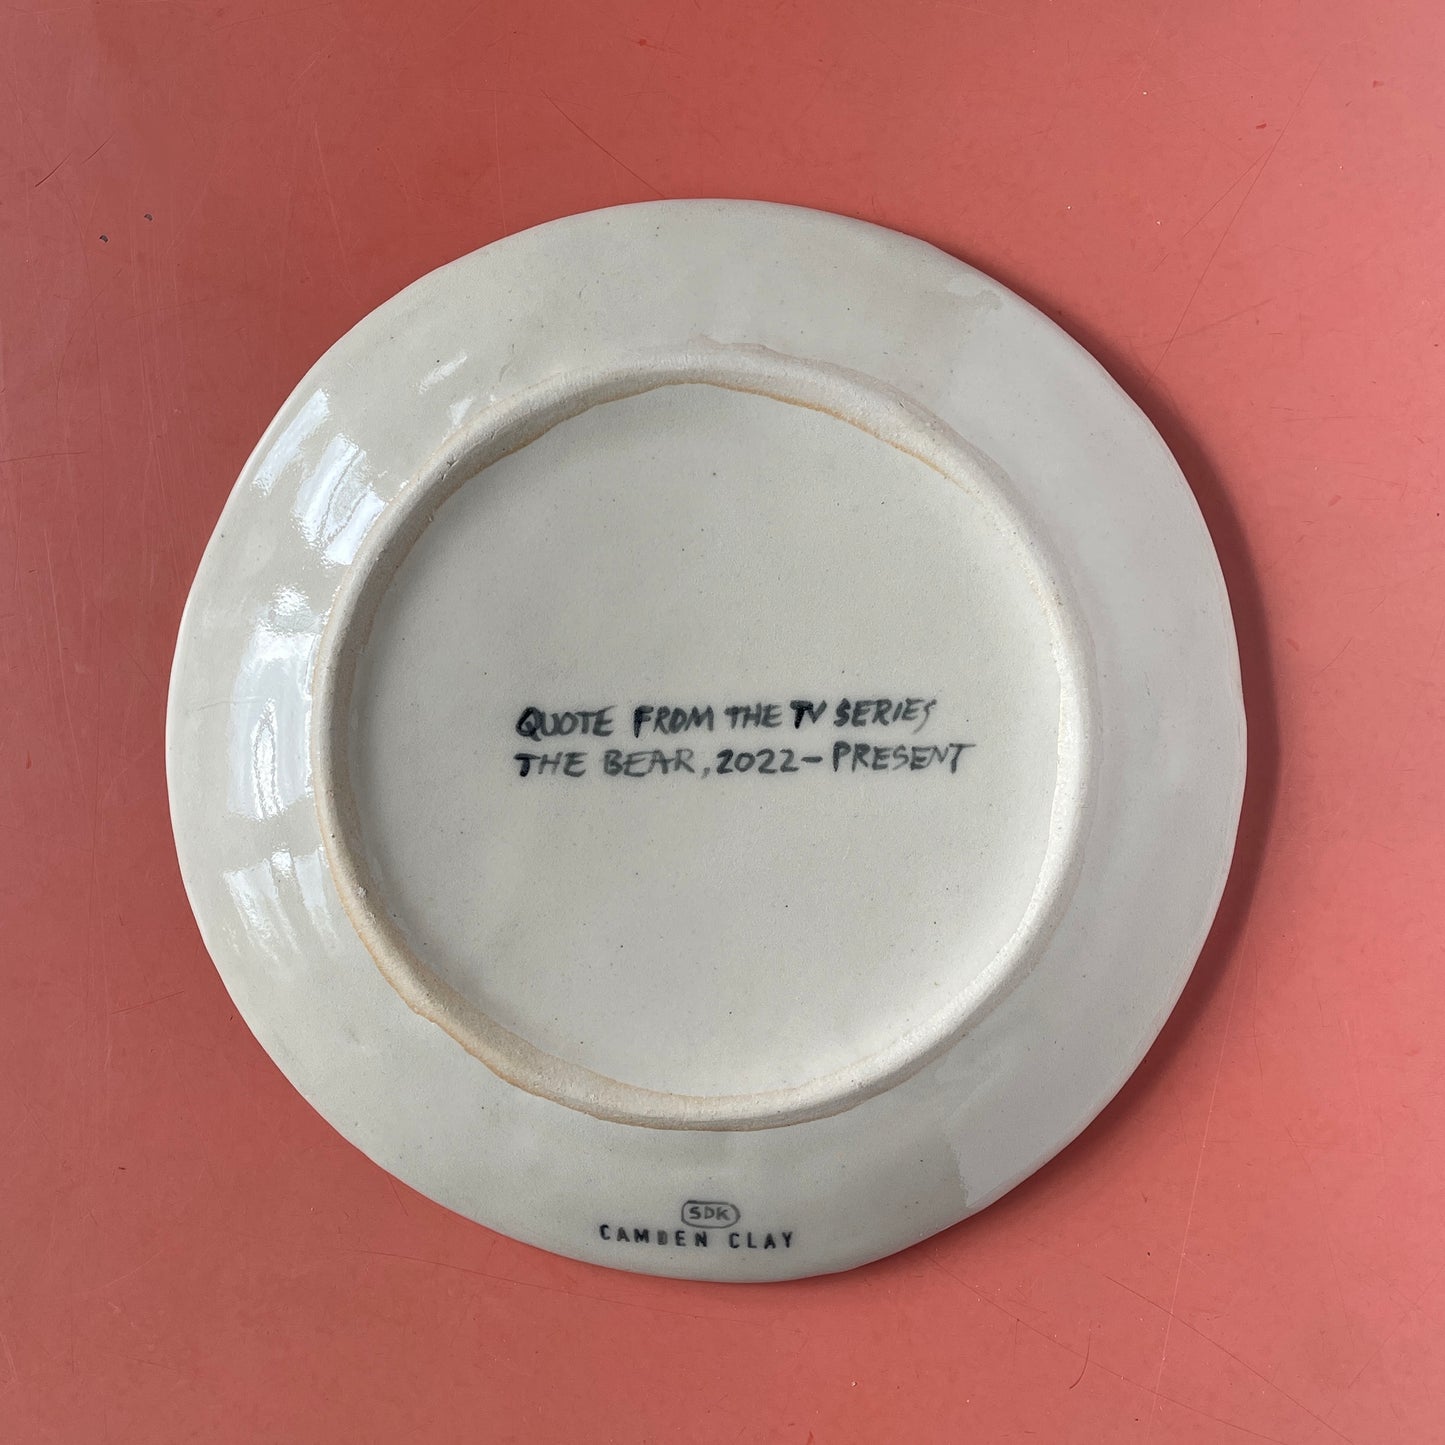 QUOTE FROM THE TV SERIES
THE BEAR, 2022–PRESENT
SDK
CAMDEN CLAY